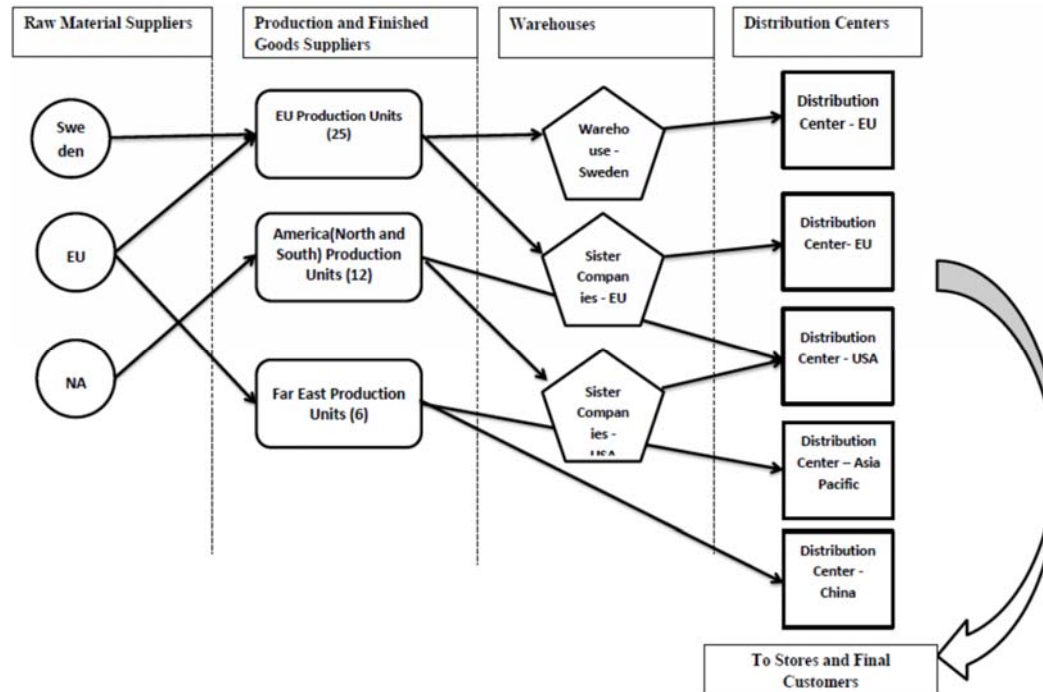 Raw Material Suppliers
Production and Finished
Goods Suppliers
Warehouses
Distribution Centers
Swe
den
EU
NA
EU Production Units
(25)
America(North and
South) Production
Units (12)
Far East Production
Units (6)
Wareho
use -
Sweden
Sister
Compan
ies - EU
Sister
Compan
ies -
USA
Distribution
Center - EU
Distribution
Center- EU
Distribution
Center - USA
Distribution
Center – Asia
Pacific
Distribution
Center -
China
To Stores and Final
Customers